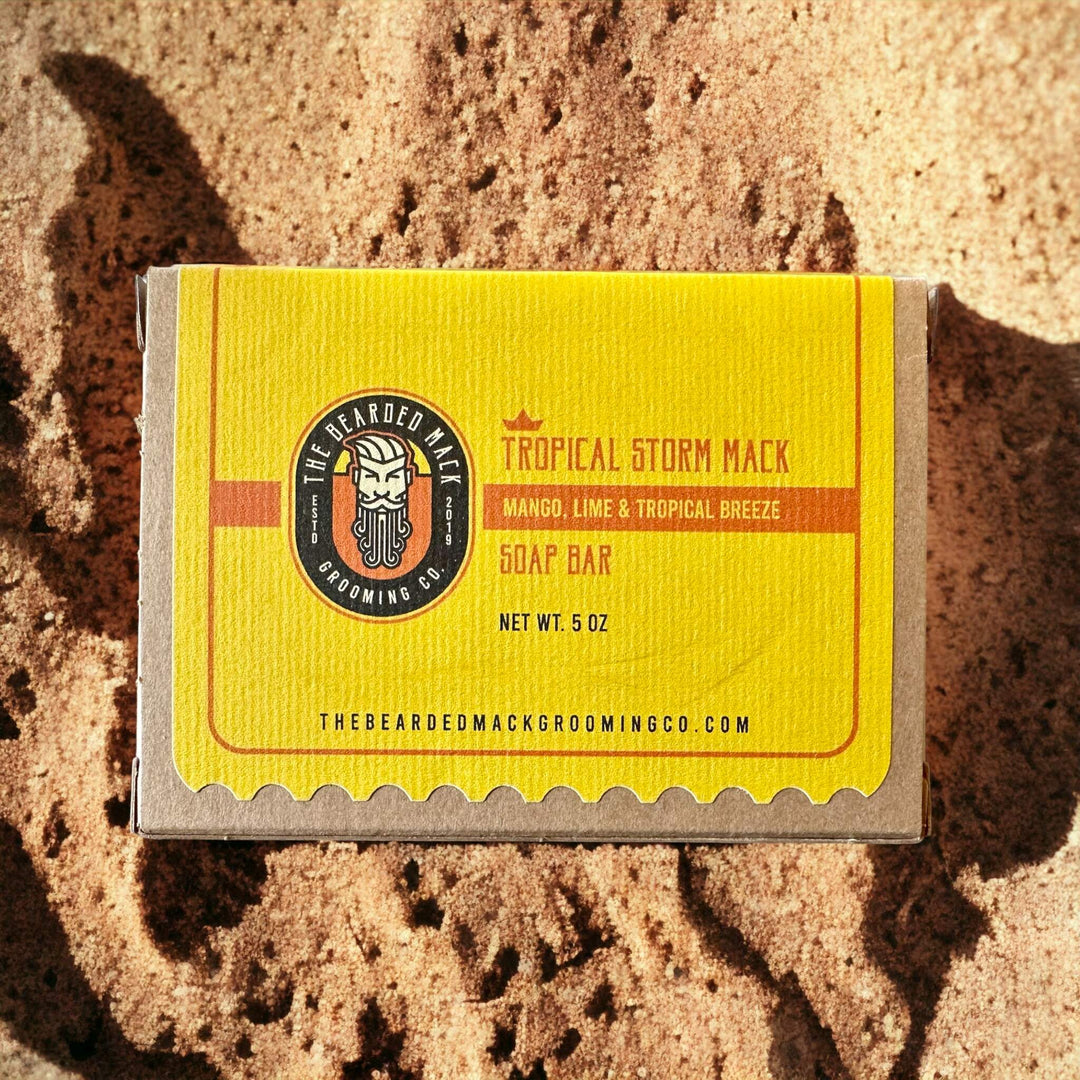 THE BEARDED MACK
ESTD 2019
GROOMING CO.
TROPICAL STORM MACK
MANGO, LIME & TROPICAL BREEZE
SOAP BAR
NET WT. 5 OZ
THEBEARDEDMACKGROOMINGCO.COM